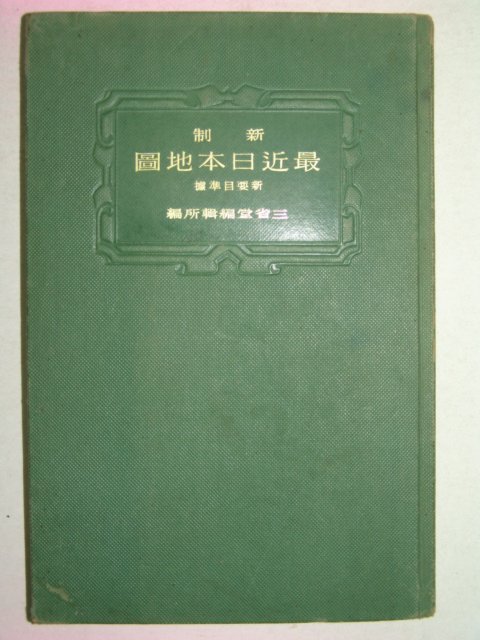 新制
最近日本地圖
新要目準據
三省堂編輯所編